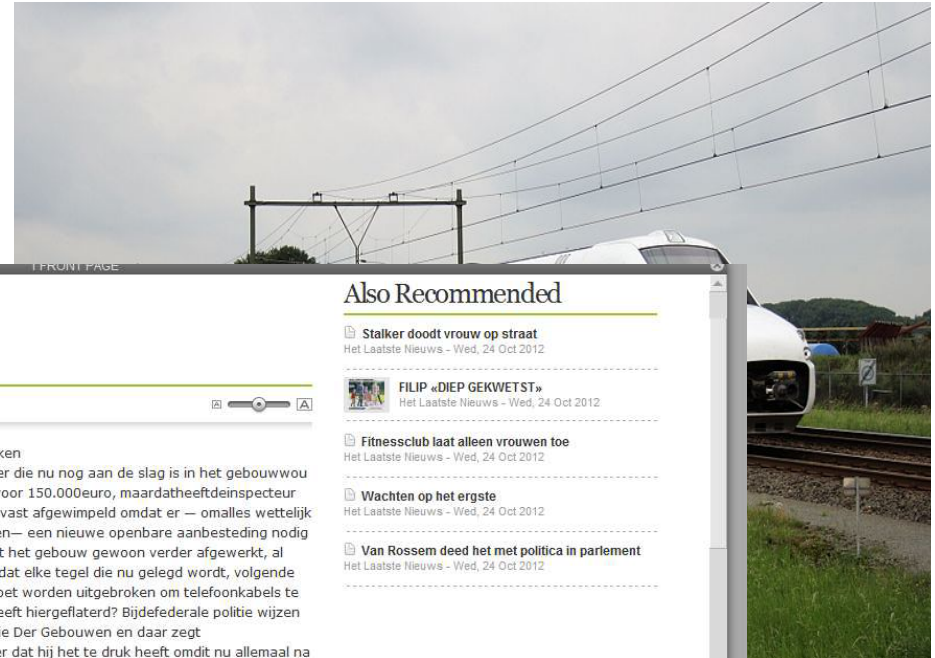 1 FRONT PAGE
Also Recommended
Stalker doodt vrouw op straat
Het Laatste Nieuws - Wed, 24 Oct 2012
FILIP «DIEP GEKWETST»
Het Laatste Nieuws - Wed, 24 Oct 2012
Fitnessclub laat alleen vrouwen toe
Het Laatste Nieuws - Wed, 24 Oct 2012
Wachten op het ergste
Het Laatste Nieuws - Wed, 24 Oct 2012
Van Rossem deed het met politica in parlement
Het Laatste Nieuws - Wed, 24 Oct 2012
A A
ken
er die nu nog aan de slag is in het gebouwwou
voor 150.000euro, maardatheeftdeinspecteur
vast afgewimpeld omdat er — omalles wettelijk
en— een nieuwe openbare aanbesteding nodig
t het gebouw gewoon verder afgewerkt, al
dat elke tegel die nu gelegd wordt, volgende
oet worden uitgebroken om telefoonkabels te
eeft hiergeflaterd? Bijdefederale politie wijzen
ie Der Gebouwen en daar zegt
er dat hij het te druk heeft omdit nu allemaal na